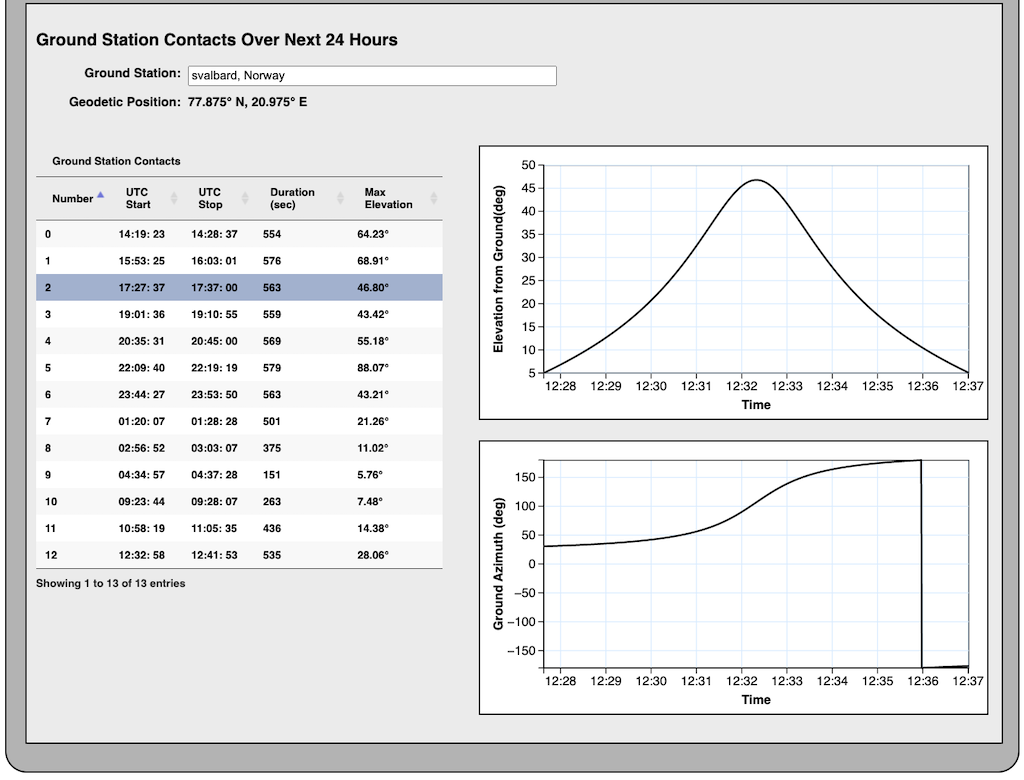 Ground Station Contacts Over Next 24 Hours
Ground Station: svalbard, Norway
Geodetic Position: 77.875° N, 20.975° E
Ground Station Contacts
Number UTC Start UTC Stop Duration (sec) Max Elevation
0 14:19: 23 14:28: 37 554 64.23°
1 15:53: 25 16:03: 01 576 68.91°
2 17:27: 37 17:37: 00 563 46.80°
3 19:01: 36 19:10: 55 559 43.42°
4 20:35: 31 20:45: 00 569 55.18°
5 22:09: 40 22:19: 19 579 88.07°
6 23:44: 27 23:53: 50 563 43.21°
7 01:20: 07 01:28: 28 501 21.26°
8 02:56: 52 03:03: 07 375 11.02°
9 04:34: 57 04:37: 28 151 5.76°
10 09:23: 44 09:28: 07 263 7.48°
11 10:58: 19 11:05: 35 436 14.38°
12 12:32: 58 12:41: 53 535 28.06°
Showing 1 to 13 of 13 entries
Elevation from Ground(deg)
50
45
40
35
30
25
20
15
10
5
12:28 12:29 12:30 12:31 12:32 12:33 12:34 12:35 12:36 12:37
Time
Ground Azimuth (deg)
150
100
50
0
−50
−100
−150
12:28 12:29 12:30 12:31 12:32 12:33 12:34 12:35 12:36 12:37
Time